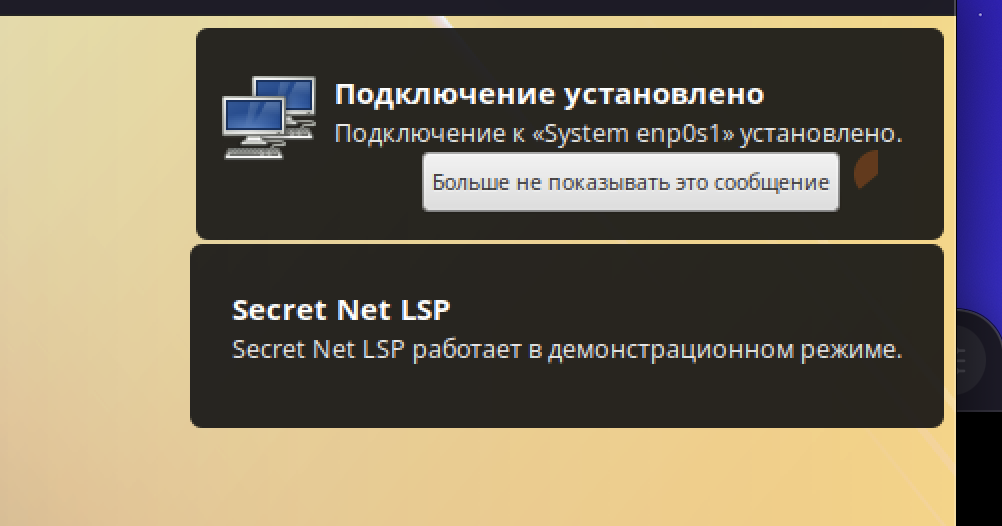 Подключение установлено
Подключение к «System enp0s1» установлено.
Больше не показывать это сообщение
Secret Net LSP
Secret Net LSP работает в демонстрационном режиме.